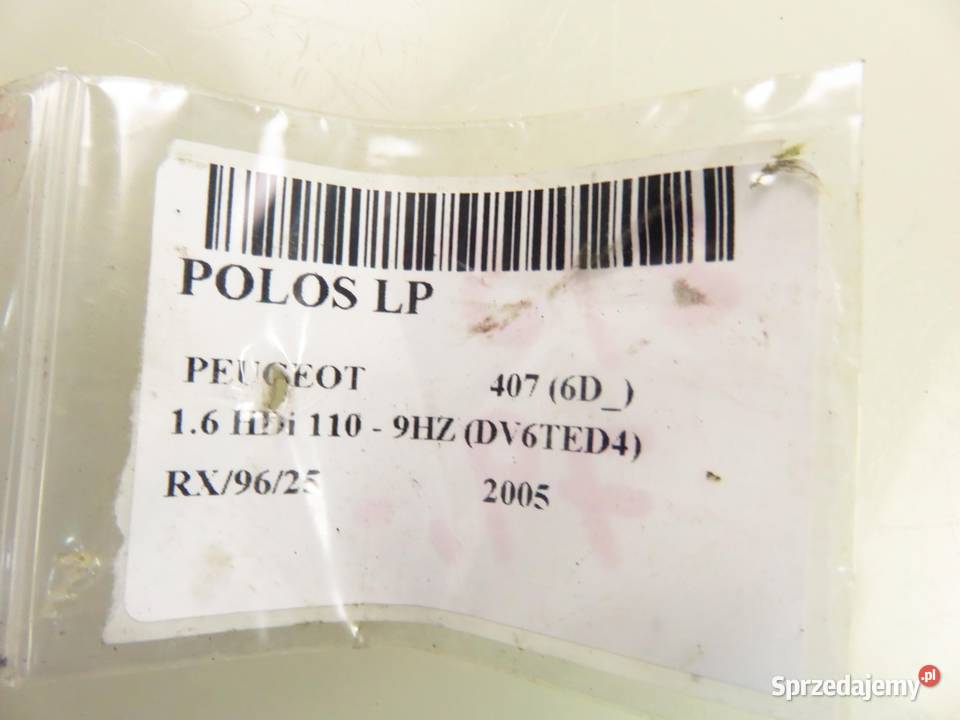 POLOS LP
PEUGEOT 407 (6D_)
1.6 HDi 110 - 9HZ (DV6TED4)
RX/96/25 2005
Sprzedajemy.pl